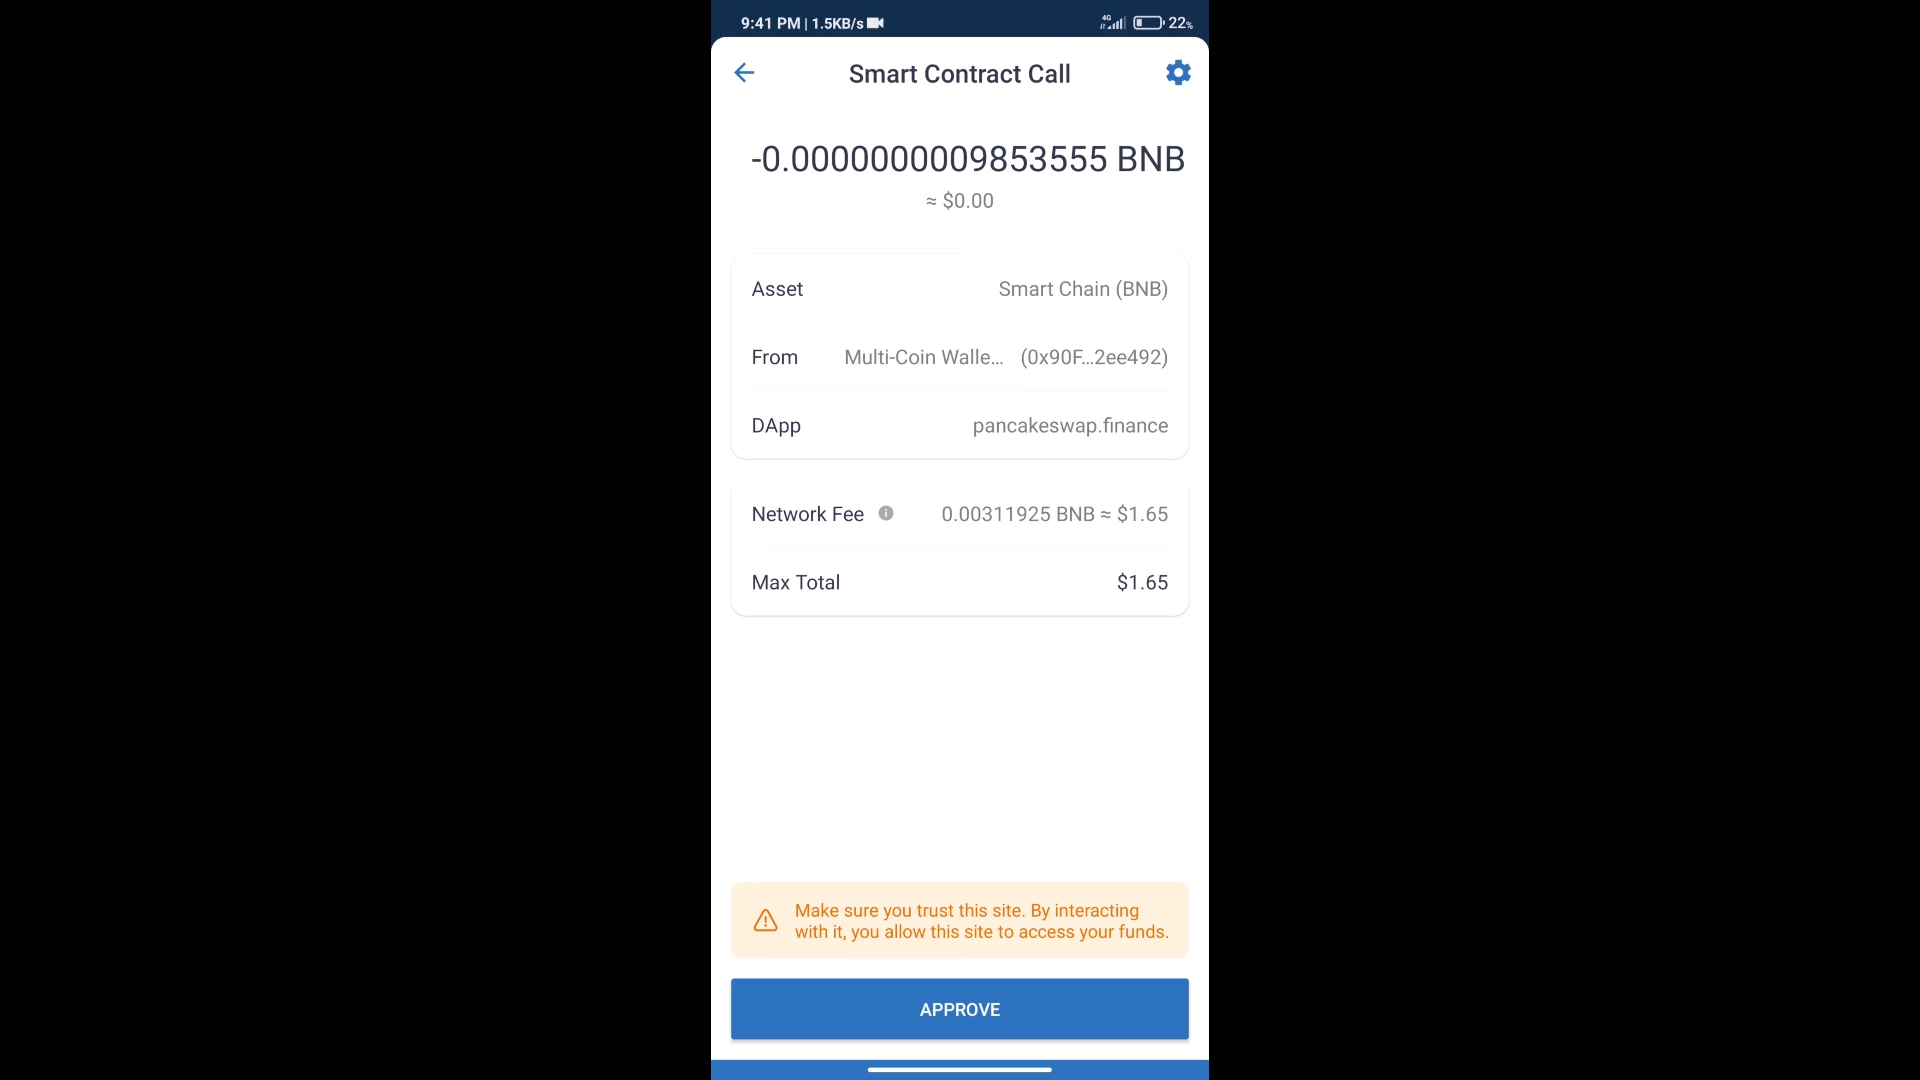 9:41 PM | 1.5KB/s 4G 22%
Smart Contract Call
-0.0000000009853555 BNB
≈ $0.00
Asset Smart Chain (BNB)
From Multi-Coin Walle... (0x90F...2ee492)
DApp pancakeswap.finance
Network Fee 0.00311925 BNB ≈ $1.65
Max Total $1.65
Make sure you trust this site. By interacting
with it, you allow this site to access your funds.
APPROVE